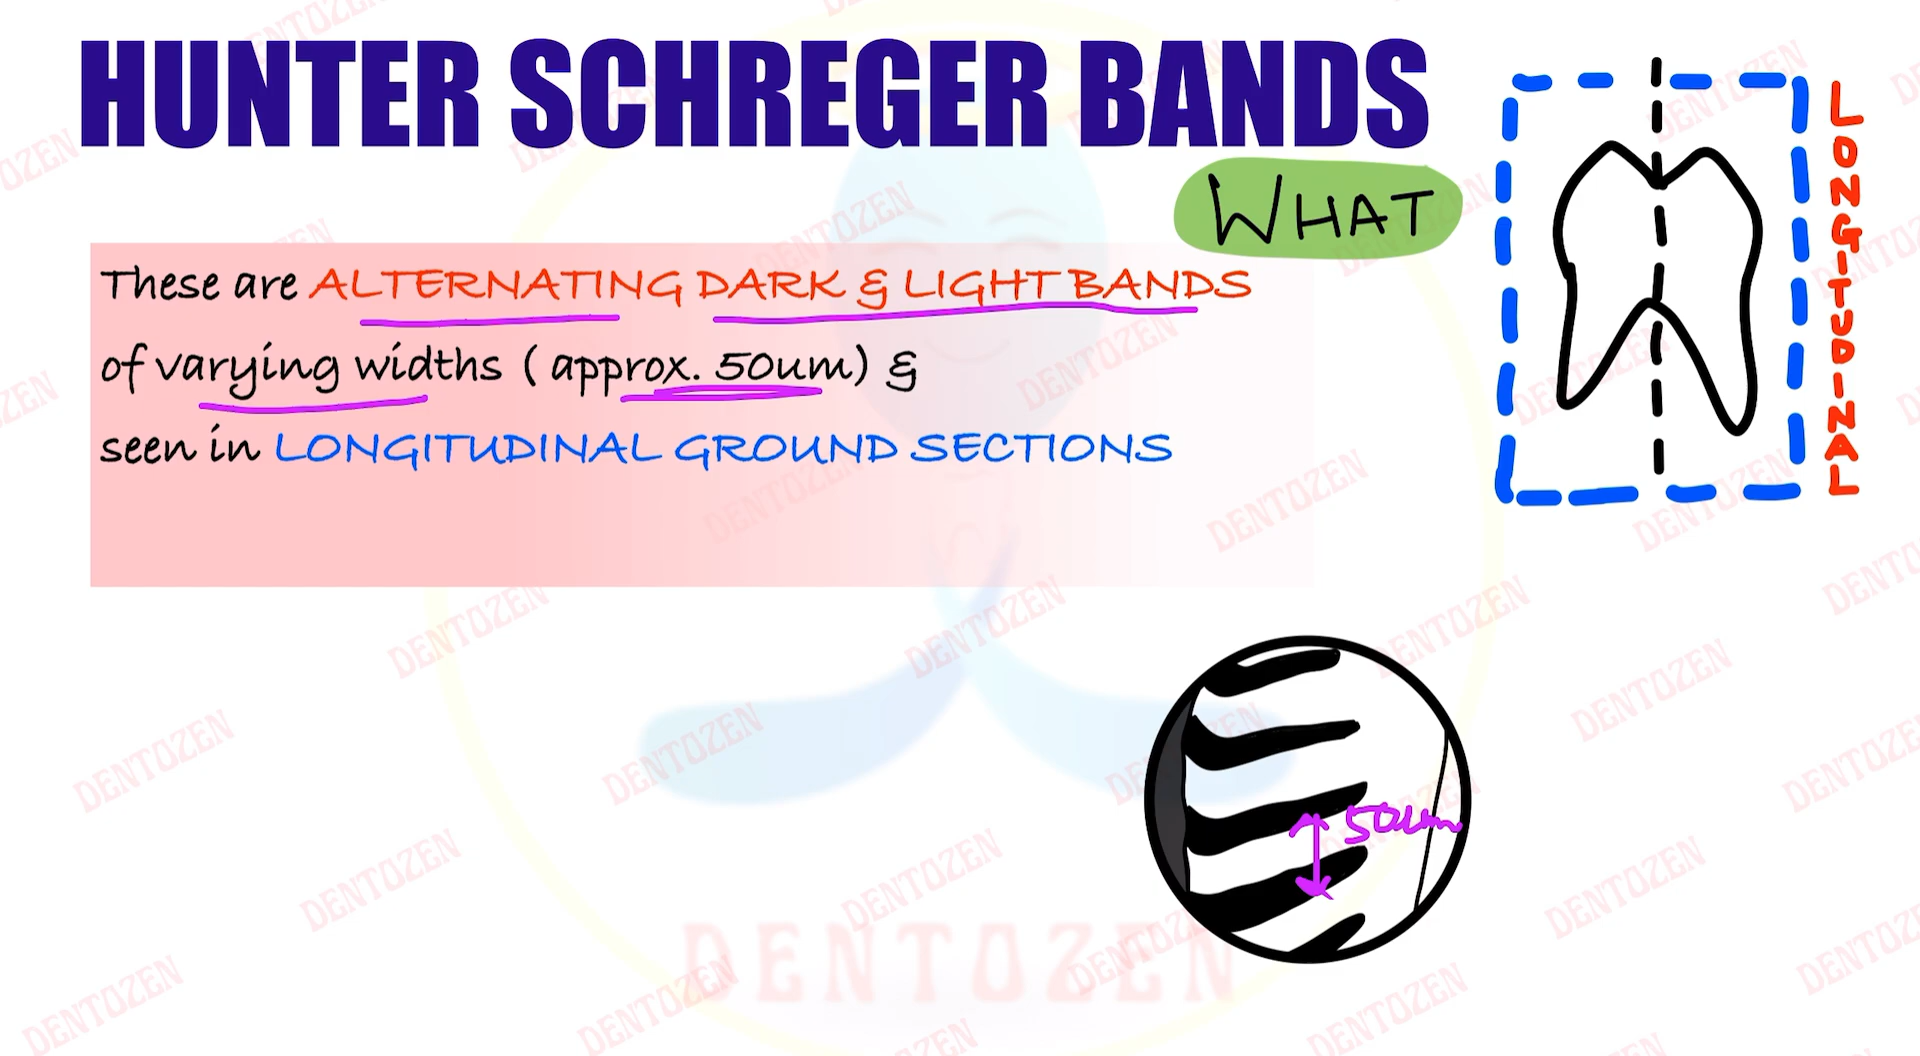 HUNTER SCHREGER BANDS
WHAT
These are ALTERNATING DARK & LIGHT BANDS
of varying widths ( approx. 50um) &
seen in LONGITUDINAL GROUND SECTIONS
LONGITUDINAL
50um
DENTOZEN